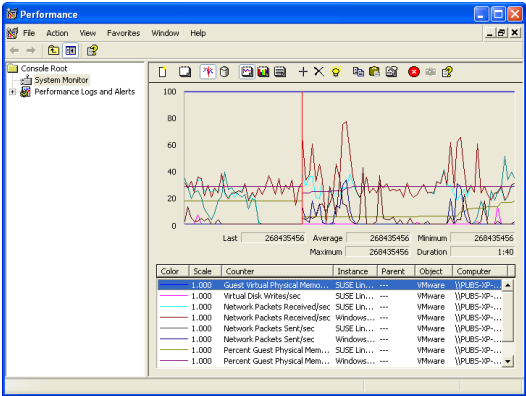 Performance
File Action View Favorites Window Help
Console Root
System Monitor
Performance Logs and Alerts
100
80
60
40
20
0
Last 268435456 Average 268435456 Minimum 268435456
Maximum 268435456 Duration 1:40
Color Scale Counter Instance Parent Object Computer
1.000 Guest Virtual Physical Memo... SUSE Lin... --- VMware \\PUBS-XP-...
1.000 Virtual Disk Writes/sec SUSE Lin... --- VMware \\PUBS-XP-...
1.000 Network Packets Received/sec SUSE Lin... --- VMware \\PUBS-XP-...
1.000 Network Packets Received/sec Windows... --- VMware \\PUBS-XP-...
1.000 Network Packets Sent/sec SUSE Lin... --- VMware \\PUBS-XP-...
1.000 Network Packets Sent/sec Windows... --- VMware \\PUBS-XP-...
1.000 Percent Guest Physical Mem... SUSE Lin... --- VMware \\PUBS-XP-...
1.000 Percent Guest Physical Mem... Windows... --- VMware \\PUBS-XP-...